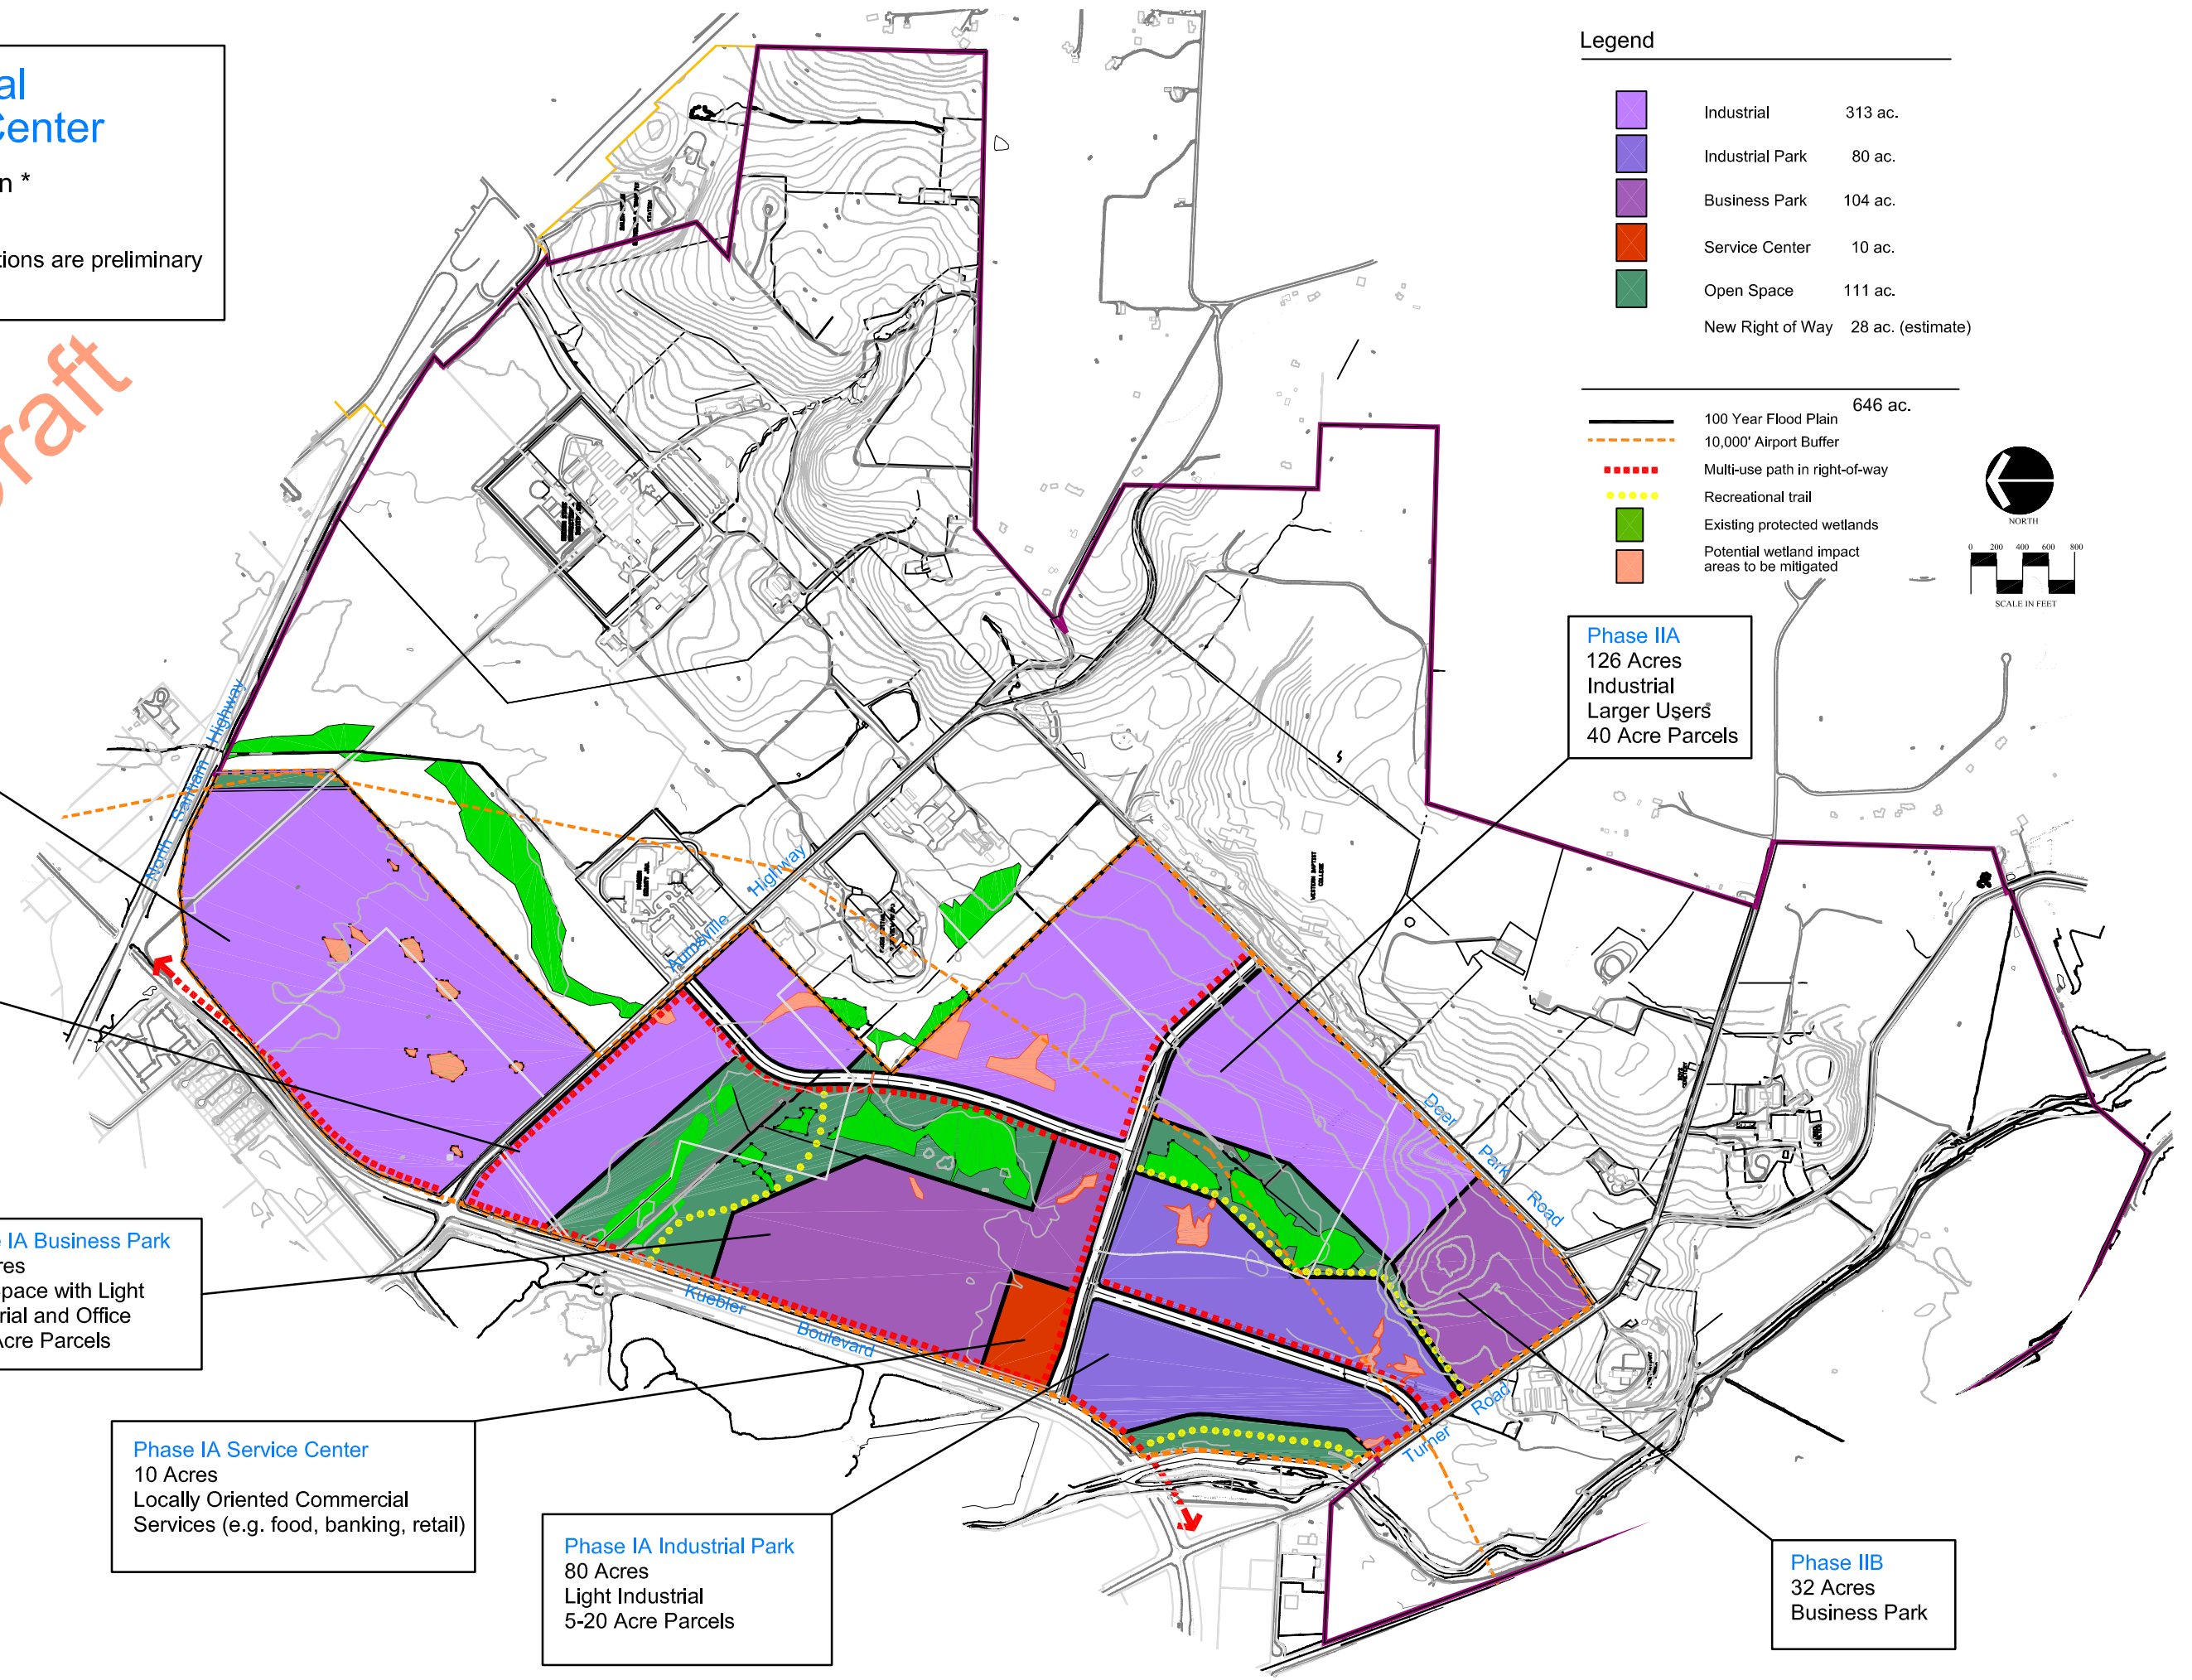 al
Center
n *
tions are preliminary
raft
Legend
Industrial 313 ac.
Industrial Park 80 ac.
Business Park 104 ac.
Service Center 10 ac.
Open Space 111 ac.
New Right of Way 28 ac. (estimate)
646 ac.
100 Year Flood Plain
10,000' Airport Buffer
Multi-use path in right-of-way
Recreational trail
Existing protected wetlands
Potential wetland impact
areas to be mitigated
NORTH
0 200 400 600 800
SCALE IN FEET
Phase IIA
126 Acres
Industrial
Larger Users
40 Acre Parcels
North Santiam Highway
Aumsville Highway
WESTERN BAPTIST
COLLEGE
Deer Park Road
Kuebler Boulevard
Turner Road
e IA Business Park
res
pace with Light
rial and Office
Acre Parcels
Phase IA Service Center
10 Acres
Locally Oriented Commercial
Services (e.g. food, banking, retail)
Phase IA Industrial Park
80 Acres
Light Industrial
5-20 Acre Parcels
Phase IIB
32 Acres
Business Park